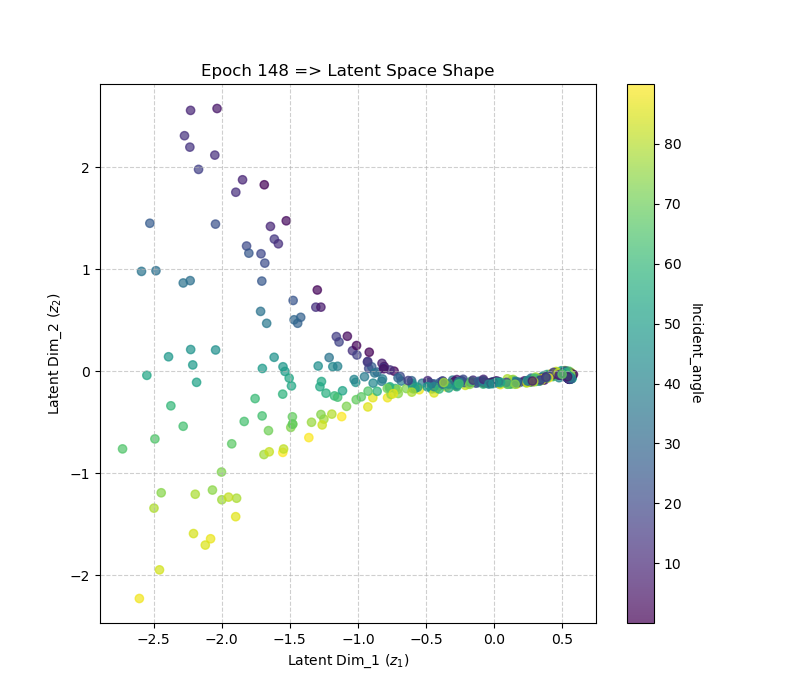 Epoch 148 => Latent Space Shape
2
1
0
−1
−2
Latent Dim_2 (z₂)
−2.5 −2.0 −1.5 −1.0 −0.5 0.0 0.5
Latent Dim_1 (z₁)
80
70
60
50
40
30
20
10
Incident_angle